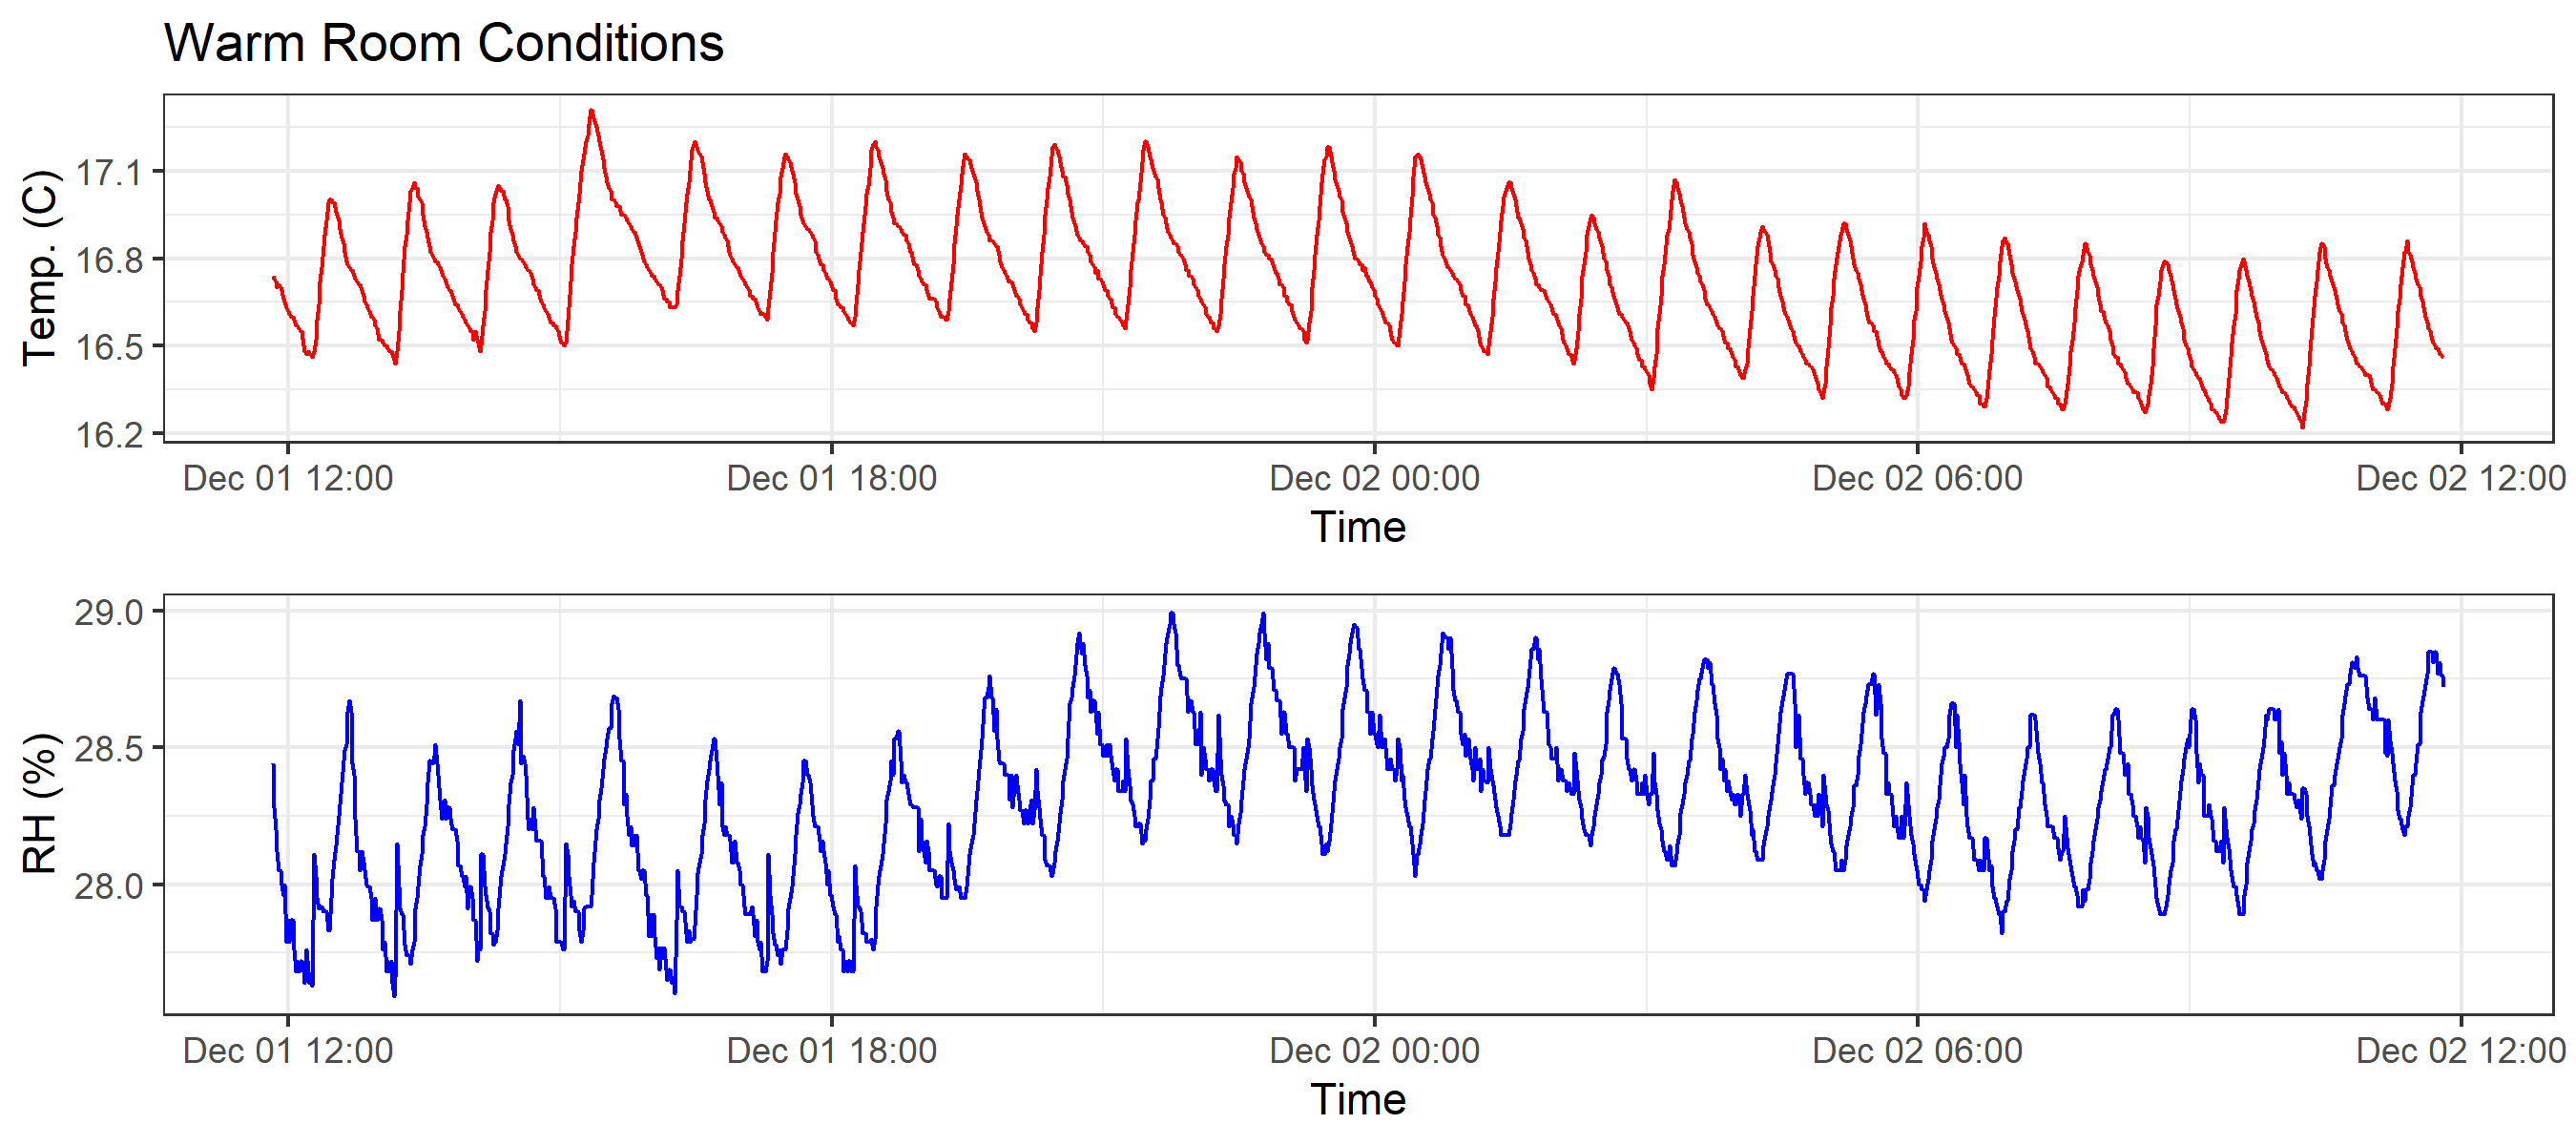 Warm Room Conditions
Temp. (C)
17.1
16.8
16.5
16.2
Dec 01 12:00 Dec 01 18:00 Dec 02 00:00 Dec 02 06:00 Dec 02 12:00
Time
RH (%)
29.0
28.5
28.0
Dec 01 12:00 Dec 01 18:00 Dec 02 00:00 Dec 02 06:00 Dec 02 12:00
Time